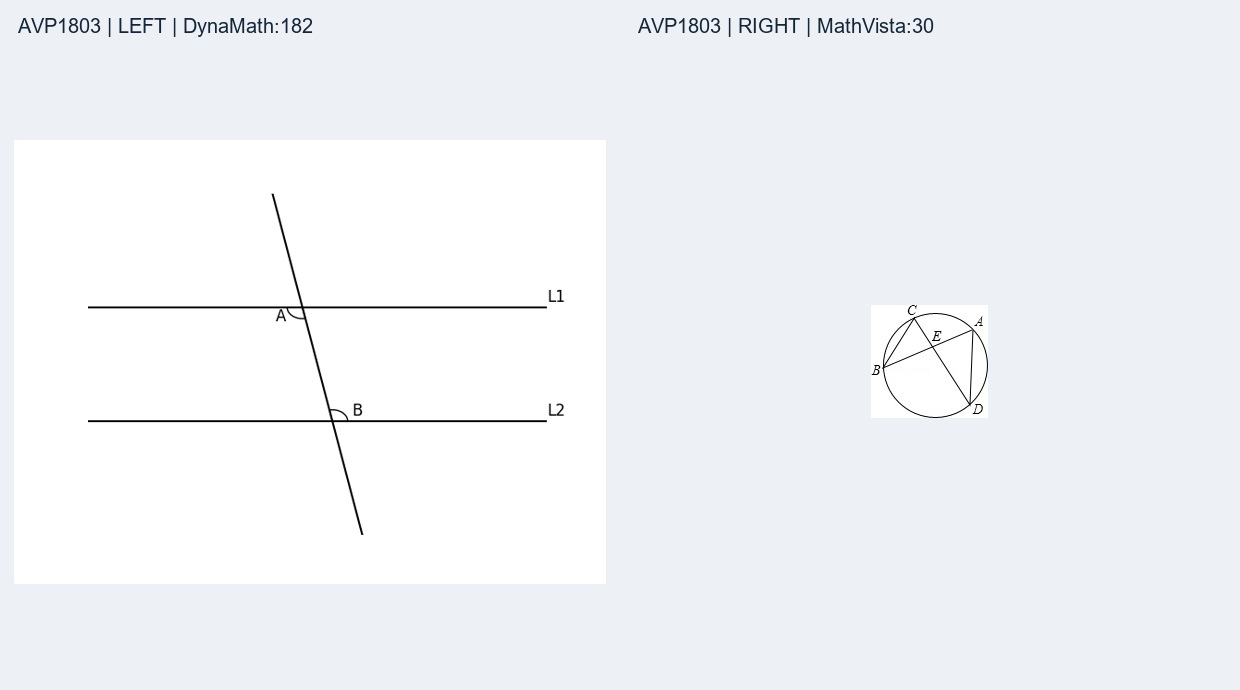 AVP1803 | LEFT | DynaMath:182
AVP1803 | RIGHT | MathVista:30
L1
A
B
L2
C
A
E
B
D